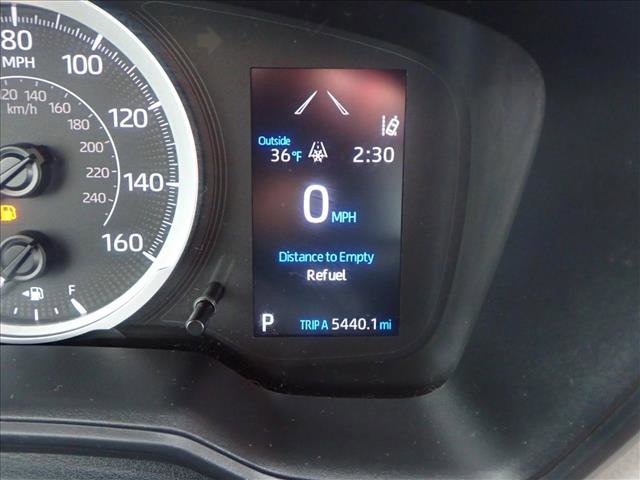 80
MPH
100
120
140
160
120 140
km/h
160
180
200
220
240
F
Outside
36°F
2:30
0 MPH
Distance to Empty
Refuel
P
TRIP A 5440.1 mi